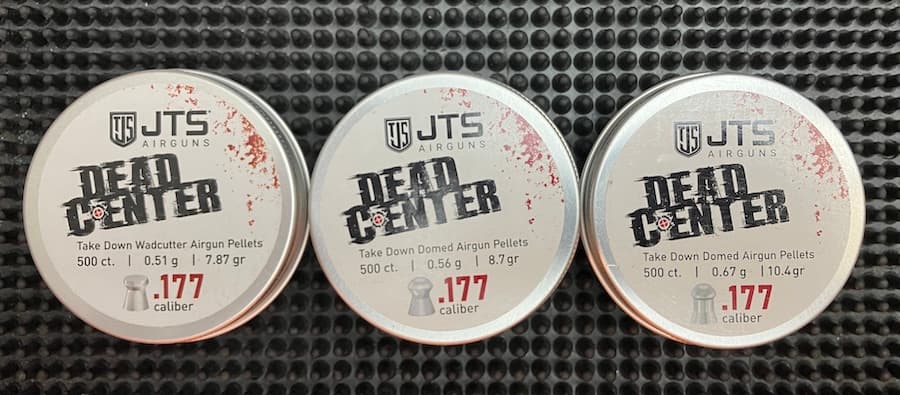 JTS
AIRGUNS
DEAD
CENTER
Take Down Wadcutter Airgun Pellets
500 ct. | 0.51 g | 7.87 gr
.177
caliber
JTS
AIRGUNS
DEAD
CENTER
Take Down Domed Airgun Pellets
500 ct. | 0.56 g | 8.7 gr
.177
caliber
JTS
AIRGUNS
DEAD
CENTER
Take Down Domed Airgun Pellets
500 ct. | 0.67 g | 10.4 gr
.177
caliber